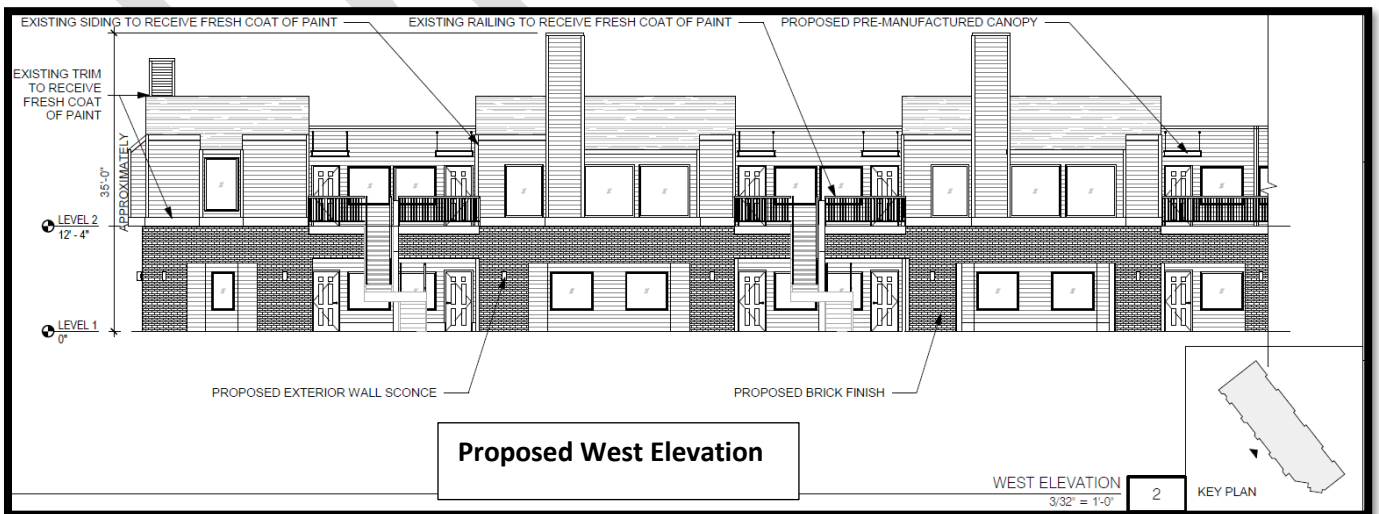 EXISTING SIDING TO RECEIVE FRESH COAT OF PAINT
EXISTING RAILING TO RECEIVE FRESH COAT OF PAINT
PROPOSED PRE-MANUFACTURED CANOPY
EXISTING TRIM
TO RECEIVE
FRESH COAT
OF PAINT
35'-0"
APPROXIMATELY
LEVEL 2
12' - 4"
LEVEL 1
0"
PROPOSED EXTERIOR WALL SCONCE
PROPOSED BRICK FINISH
Proposed West Elevation
WEST ELEVATION
3/32" = 1'-0"
2
KEY PLAN